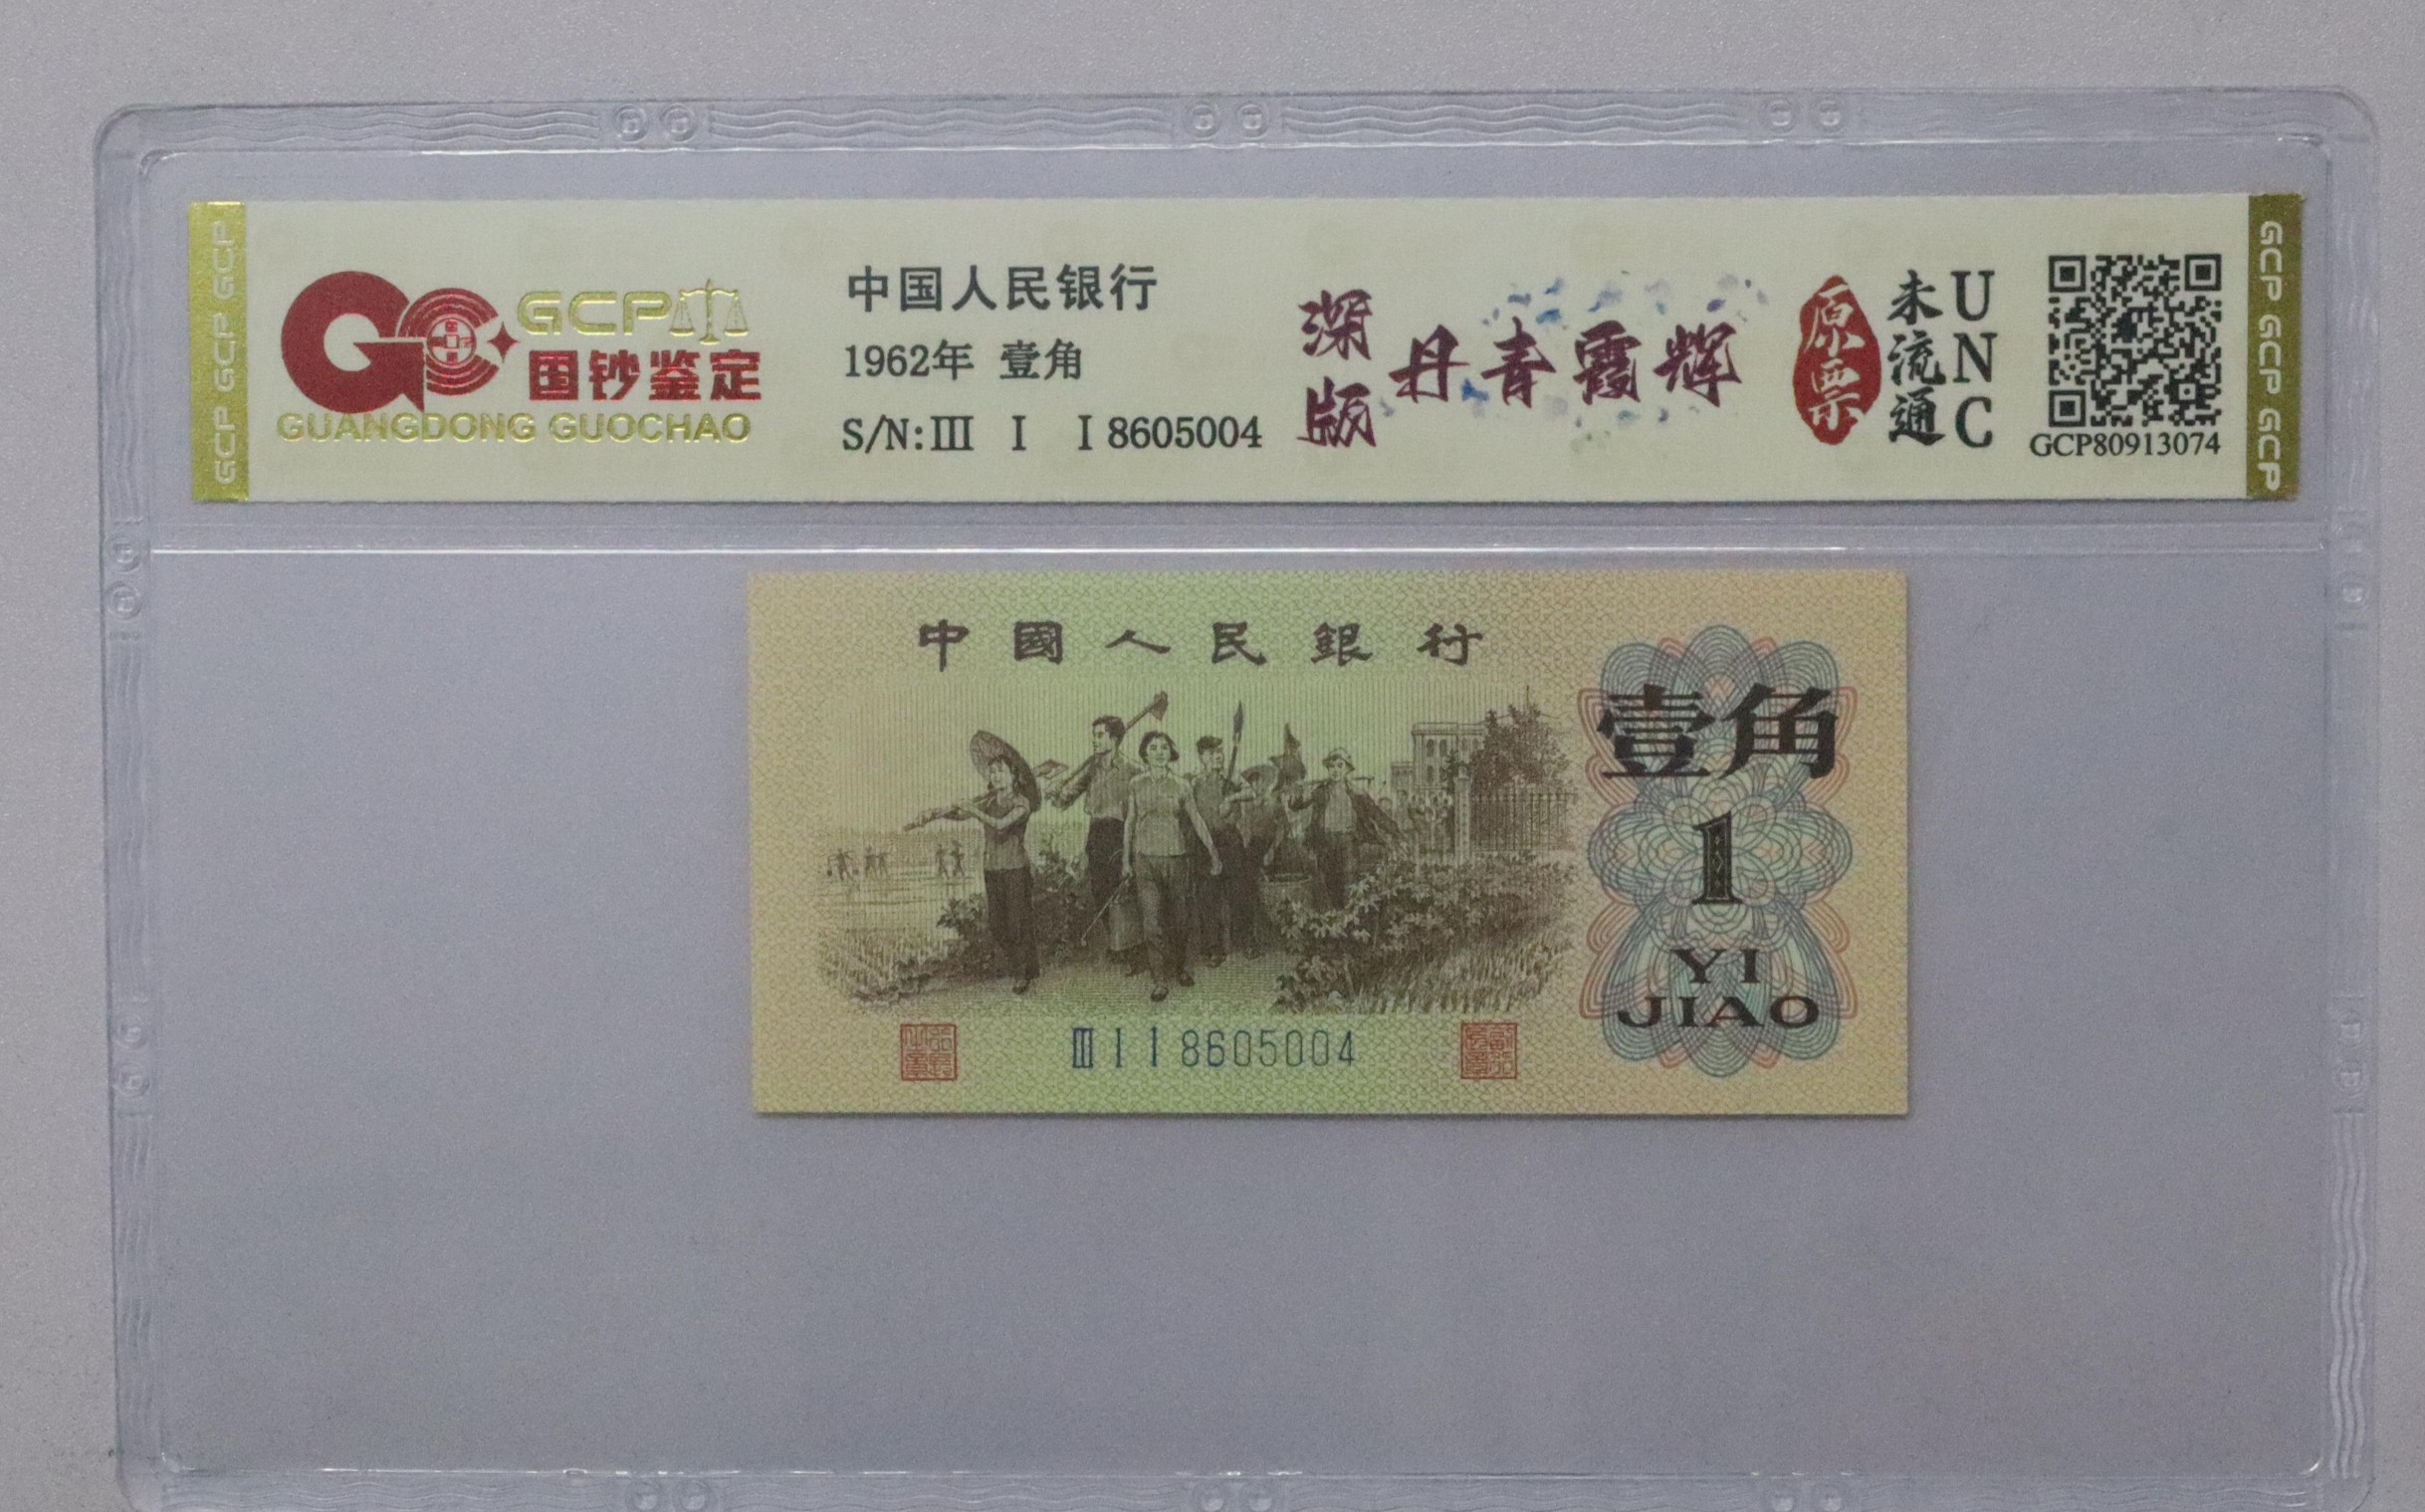 GCP GCP GCP
GCP
国钞鉴定
GUANGDONG GUOCHAO
中国人民银行
1962年 壹角
S/N:III I I 8605004
深版
丹青霞辉
原票
未流通
UNC
GCP80913074
GCP GCP GCP
中國人民銀行
壹角
1
YI
JIAO
III I I 8605004